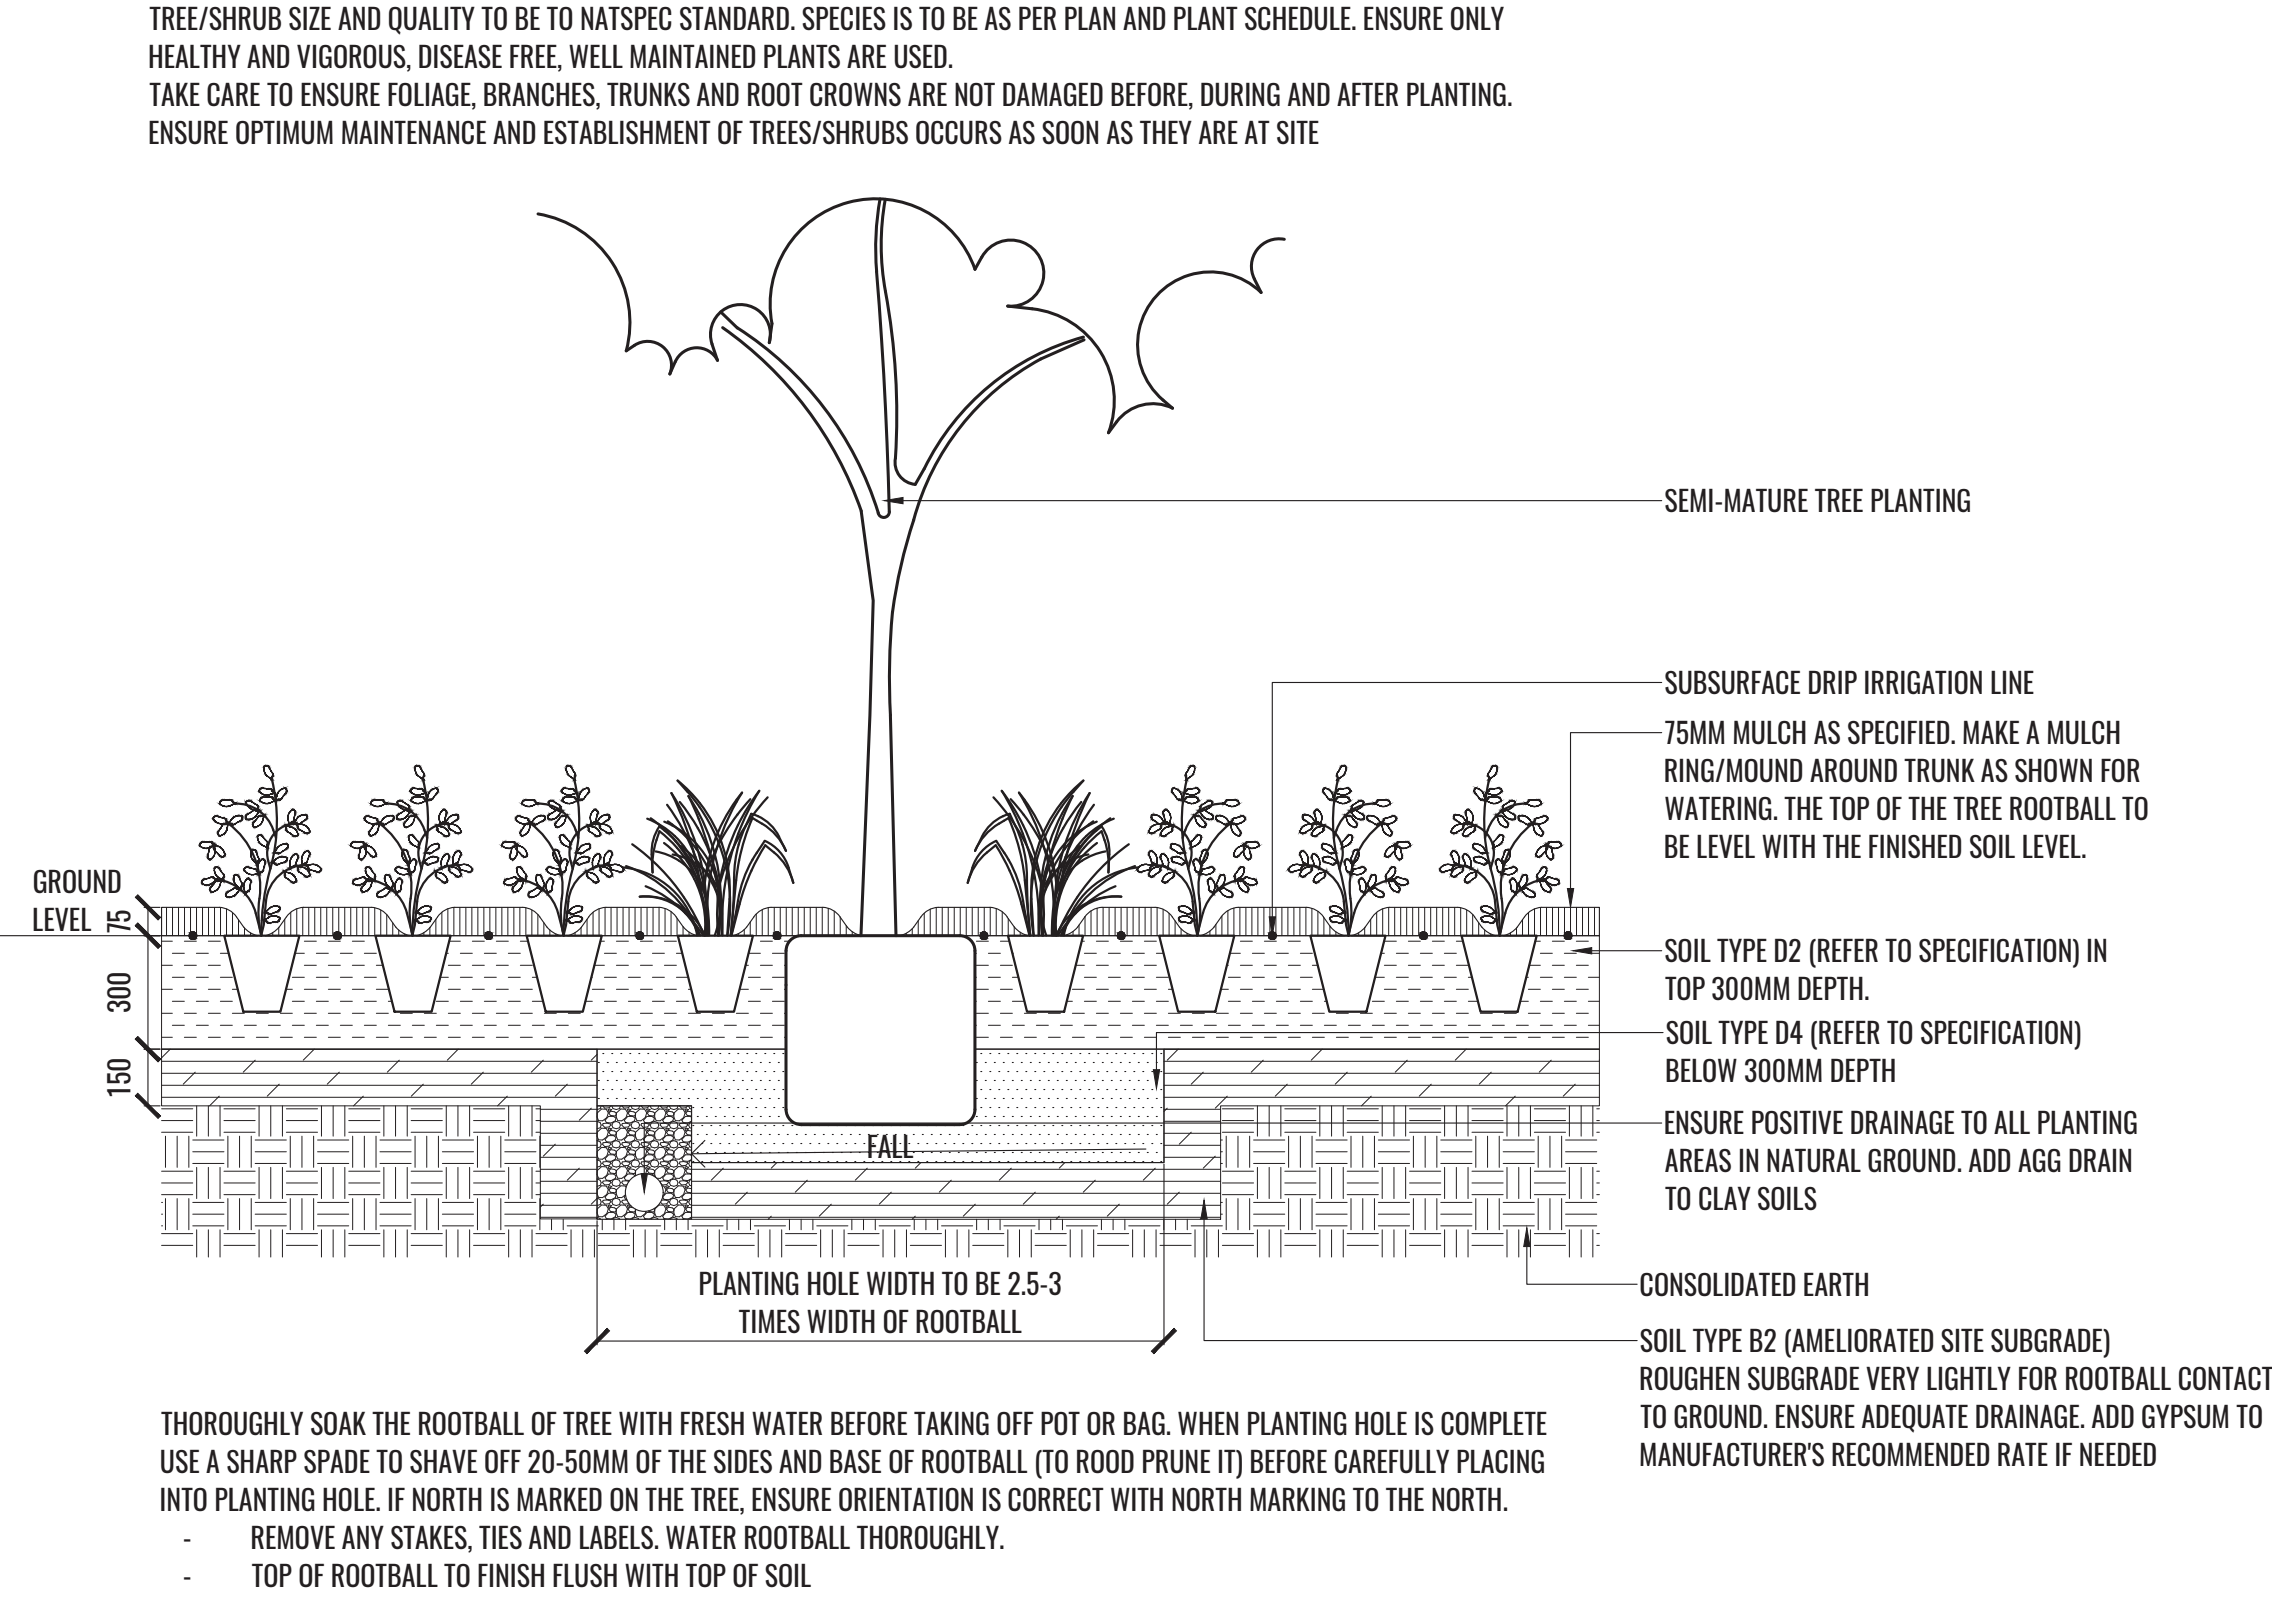 TREE/SHRUB SIZE AND QUALITY TO BE TO NATSPEC STANDARD. SPECIES IS TO BE AS PER PLAN AND PLANT SCHEDULE. ENSURE ONLY
HEALTHY AND VIGOROUS, DISEASE FREE, WELL MAINTAINED PLANTS ARE USED.
TAKE CARE TO ENSURE FOLIAGE, BRANCHES, TRUNKS AND ROOT CROWNS ARE NOT DAMAGED BEFORE, DURING AND AFTER PLANTING.
ENSURE OPTIMUM MAINTENANCE AND ESTABLISHMENT OF TREES/SHRUBS OCCURS AS SOON AS THEY ARE AT SITE
SEMI-MATURE TREE PLANTING
SUBSURFACE DRIP IRRIGATION LINE
75MM MULCH AS SPECIFIED. MAKE A MULCH
RING/MOUND AROUND TRUNK AS SHOWN FOR
WATERING. THE TOP OF THE TREE ROOTBALL TO
BE LEVEL WITH THE FINISHED SOIL LEVEL.
GROUND
LEVEL
75
300
150
SOIL TYPE D2 (REFER TO SPECIFICATION) IN
TOP 300MM DEPTH.
SOIL TYPE D4 (REFER TO SPECIFICATION)
BELOW 300MM DEPTH
ENSURE POSITIVE DRAINAGE TO ALL PLANTING
AREAS IN NATURAL GROUND. ADD AGG DRAIN
TO CLAY SOILS
FALL
CONSOLIDATED EARTH
PLANTING HOLE WIDTH TO BE 2.5-3
TIMES WIDTH OF ROOTBALL
SOIL TYPE B2 (AMELIORATED SITE SUBGRADE)
ROUGHEN SUBGRADE VERY LIGHTLY FOR ROOTBALL CONTACT
TO GROUND. ENSURE ADEQUATE DRAINAGE. ADD GYPSUM TO
MANUFACTURER'S RECOMMENDED RATE IF NEEDED
THOROUGHLY SOAK THE ROOTBALL OF TREE WITH FRESH WATER BEFORE TAKING OFF POT OR BAG. WHEN PLANTING HOLE IS COMPLETE
USE A SHARP SPADE TO SHAVE OFF 20-50MM OF THE SIDES AND BASE OF ROOTBALL (TO ROOD PRUNE IT) BEFORE CAREFULLY PLACING
INTO PLANTING HOLE. IF NORTH IS MARKED ON THE TREE, ENSURE ORIENTATION IS CORRECT WITH NORTH MARKING TO THE NORTH.
- REMOVE ANY STAKES, TIES AND LABELS. WATER ROOTBALL THOROUGHLY.
- TOP OF ROOTBALL TO FINISH FLUSH WITH TOP OF SOIL